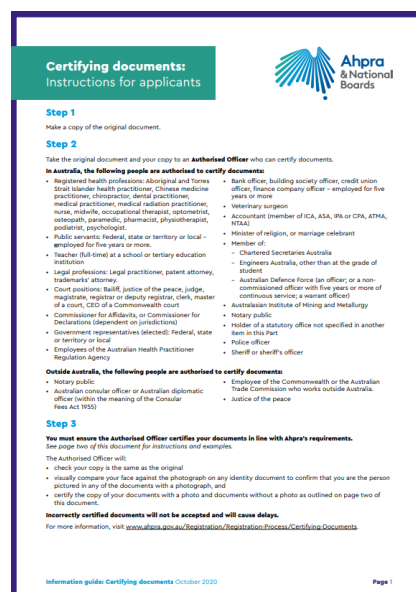 Certifying documents:
Instructions for applicants
Ahpra
& National
Boards
Step 1
Make a copy of the original document.
Step 2
Take the original document and your copy to an Authorised Officer who can certify documents.
In Australia, the following people are authorised to certify documents:
• Registered health professions: Aboriginal and Torres
Strait Islander health practitioner, Chinese medicine
practitioner, chiropractor, dental practitioner,
medical practitioner, medical radiation practitioner,
nurse, midwife, occupational therapist, optometrist,
osteopath, paramedic, pharmacist, physiotherapist,
podiatrist, psychologist.
• Public servants: Federal, state or territory or local –
employed for five years or more.
• Teacher (full-time) at a school or tertiary education
institution
• Legal professions: Legal practitioner, patent attorney,
trademarks' attorney.
• Court positions: Bailiff, justice of the peace, judge,
magistrate, registrar or deputy registrar, clerk, master
of a court, CEO of a Commonwealth court
• Commissioner for Affidavits, or Commissioner for
Declarations (dependent on jurisdictions)
• Government representatives (elected): Federal, state
or territory or local
• Employees of the Australian Health Practitioner
Regulation Agency
• Bank officer, building society officer, credit union
officer, finance company officer – employed for five
years or more
• Veterinary surgeon
• Accountant (member of ICA, ASA, IPA or CPA, ATMA,
NTAA)
• Minister of religion, or marriage celebrant
• Member of:
– Chartered Secretaries Australia
– Engineers Australia, other than at the grade of
student
– Australian Defence Force (an officer; or a non-
commissioned officer with five years or more of
continuous service; a warrant officer)
• Australasian Institute of Mining and Metallurgy
• Notary public
• Holder of a statutory office not specified in another
item in this Part
• Police officer
• Sheriff or sheriff's officer
Outside Australia, the following people are authorised to certify documents:
• Notary public
• Australian consular officer or Australian diplomatic
officer (within the meaning of the Consular
Fees Act 1955)
• Employee of the Commonwealth or the Australian
Trade Commission who works outside Australia.
• Justice of the peace
Step 3
You must ensure the Authorised Officer certifies your documents in line with Ahpra's requirements.
See page two of this document for instructions and examples.
The Authorised Officer will:
• check your copy is the same as the original
• visually compare your face against the photograph on any identity document to confirm that you are the person
pictured in any of the documents with a photograph, and
• certify the copy of your documents with a photo and documents without a photo as outlined on page two of
this document.
Incorrectly certified documents will not be accepted and will cause delays.
For more information, visit www.ahpra.gov.au/Registration/Registration-Process/Certifying-Documents.
Information guide: Certifying documents October 2020
Page 1